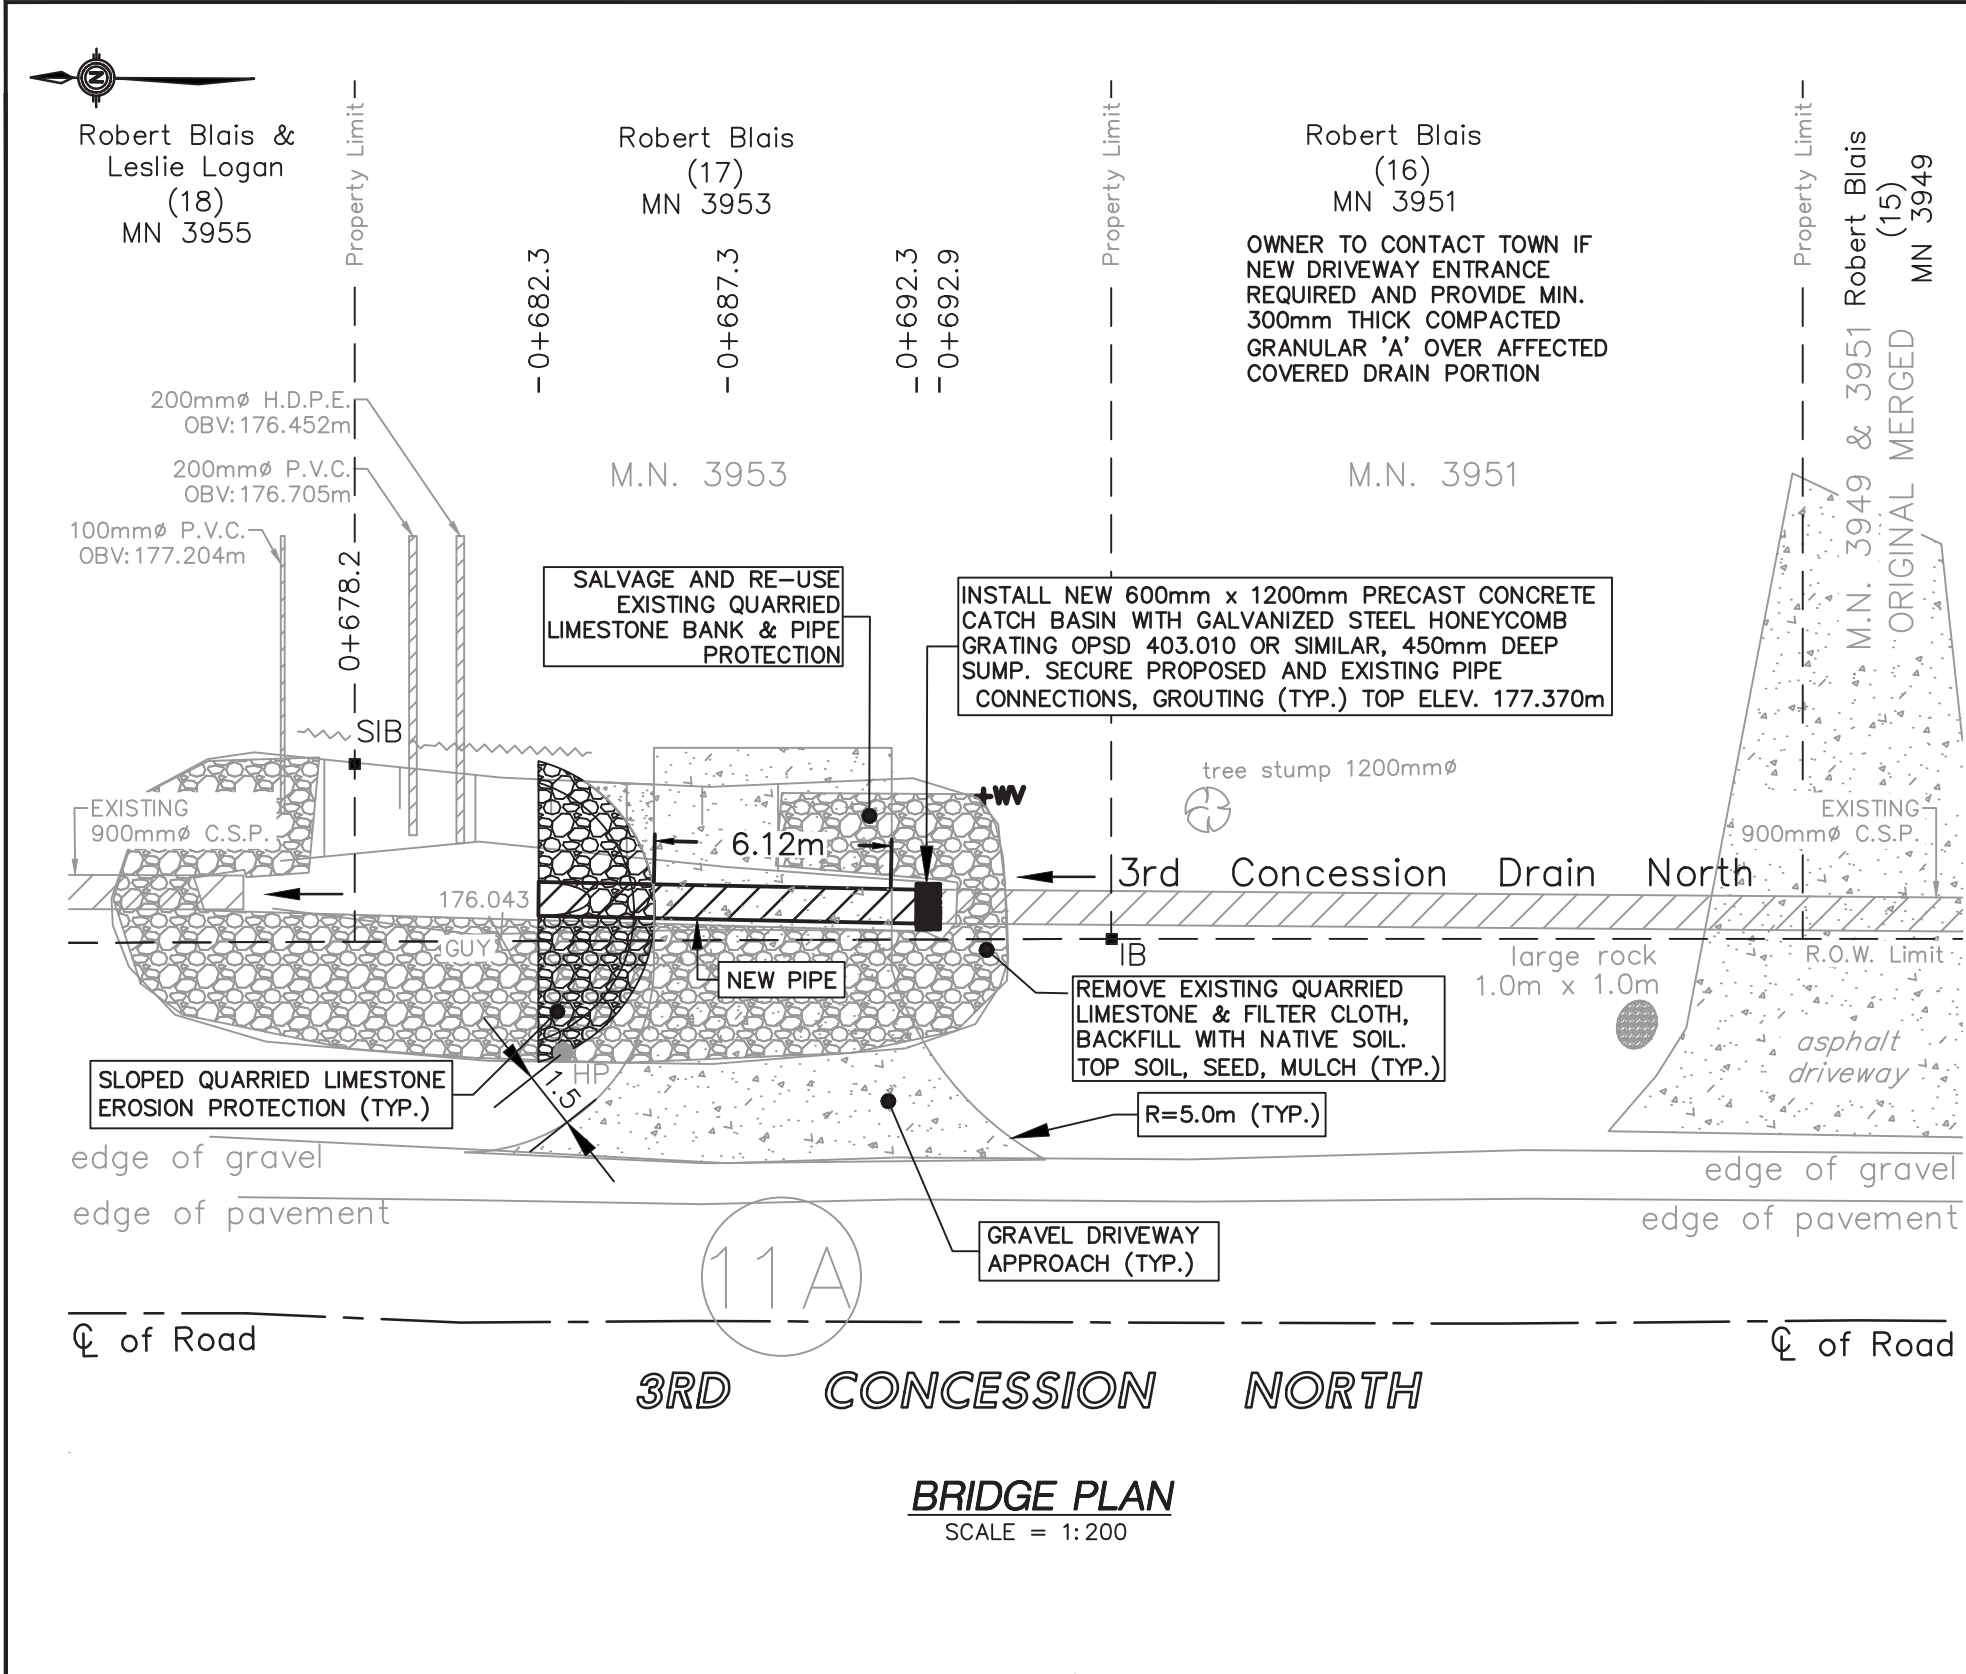 N
Robert Blais &
Leslie Logan
(18)
MN 3955
Property Limit
Robert Blais
(17)
MN 3953
Property Limit
Robert Blais
(16)
MN 3951
OWNER TO CONTACT TOWN IF
NEW DRIVEWAY ENTRANCE
REQUIRED AND PROVIDE MIN.
300mm THICK COMPACTED
GRANULAR 'A' OVER AFFECTED
COVERED DRAIN PORTION
Property Limit
Robert Blais
(15)
MN 3949
M.N. 3949 & 3951
ORIGINAL MERGED
0+682.3
0+687.3
0+692.3
0+692.9
200mmø H.D.P.E.
OBV:176.452m
200mmø P.V.C.
OBV:176.705m
100mmø P.V.C.
OBV:177.204m
0+678.2
M.N. 3953
M.N. 3951
SALVAGE AND RE-USE
EXISTING QUARRIED
LIMESTONE BANK & PIPE
PROTECTION
INSTALL NEW 600mm x 1200mm PRECAST CONCRETE
CATCH BASIN WITH GALVANIZED STEEL HONEYCOMB
GRATING OPSD 403.010 OR SIMILAR, 450mm DEEP
SUMP. SECURE PROPOSED AND EXISTING PIPE
CONNECTIONS, GROUTING (TYP.) TOP ELEV. 177.370m
SIB
tree stump 1200mmø
WV
EXISTING
900mmø C.S.P.
6.12m
EXISTING
900mmø C.S.P.
3rd Concession Drain North
176.043
GUY
IB
large rock
1.0m x 1.0m
R.O.W. Limit
NEW PIPE
REMOVE EXISTING QUARRIED
LIMESTONE & FILTER CLOTH,
BACKFILL WITH NATIVE SOIL.
TOP SOIL, SEED, MULCH (TYP.)
asphalt
driveway
SLOPED QUARRIED LIMESTONE
EROSION PROTECTION (TYP.)
HP
1.5
R=5.0m (TYP.)
edge of gravel
edge of gravel
edge of pavement
edge of pavement
GRAVEL DRIVEWAY
APPROACH (TYP.)
11A
℄ of Road
℄ of Road
3RD CONCESSION NORTH
BRIDGE PLAN
SCALE = 1:200